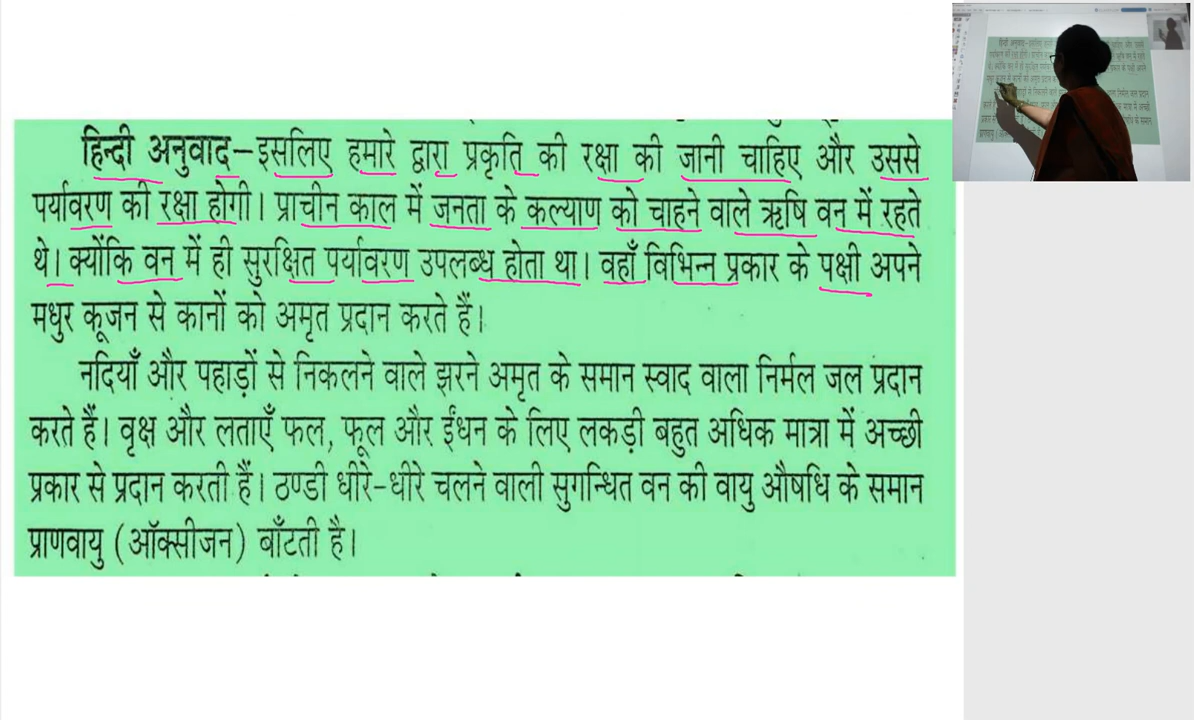 हिन्दी अनुवाद–इसलिए हमारे द्वारा प्रकृति की रक्षा की जानी चाहिए और उससे
पर्यावरण की रक्षा होगी। प्राचीन काल में जनता के कल्याण को चाहने वाले ऋषि वन में रहते
थे। क्योंकि वन में ही सुरक्षित पर्यावरण उपलब्ध होता था। वहाँ विभिन्न प्रकार के पक्षी अपने
मधुर कूजन से कानों को अमृत प्रदान करते हैं।
नदियाँ और पहाड़ों से निकलने वाले झरने अमृत के समान स्वाद वाला निर्मल जल प्रदान
करते हैं। वृक्ष और लताएँ फल, फूल और ईंधन के लिए लकड़ी बहुत अधिक मात्रा में अच्छी
प्रकार से प्रदान करती हैं। ठण्डी धीरे-धीरे चलने वाली सुगन्धित वन की वायु औषधि के समान
प्राणवायु (ऑक्सीजन) बाँटती है।